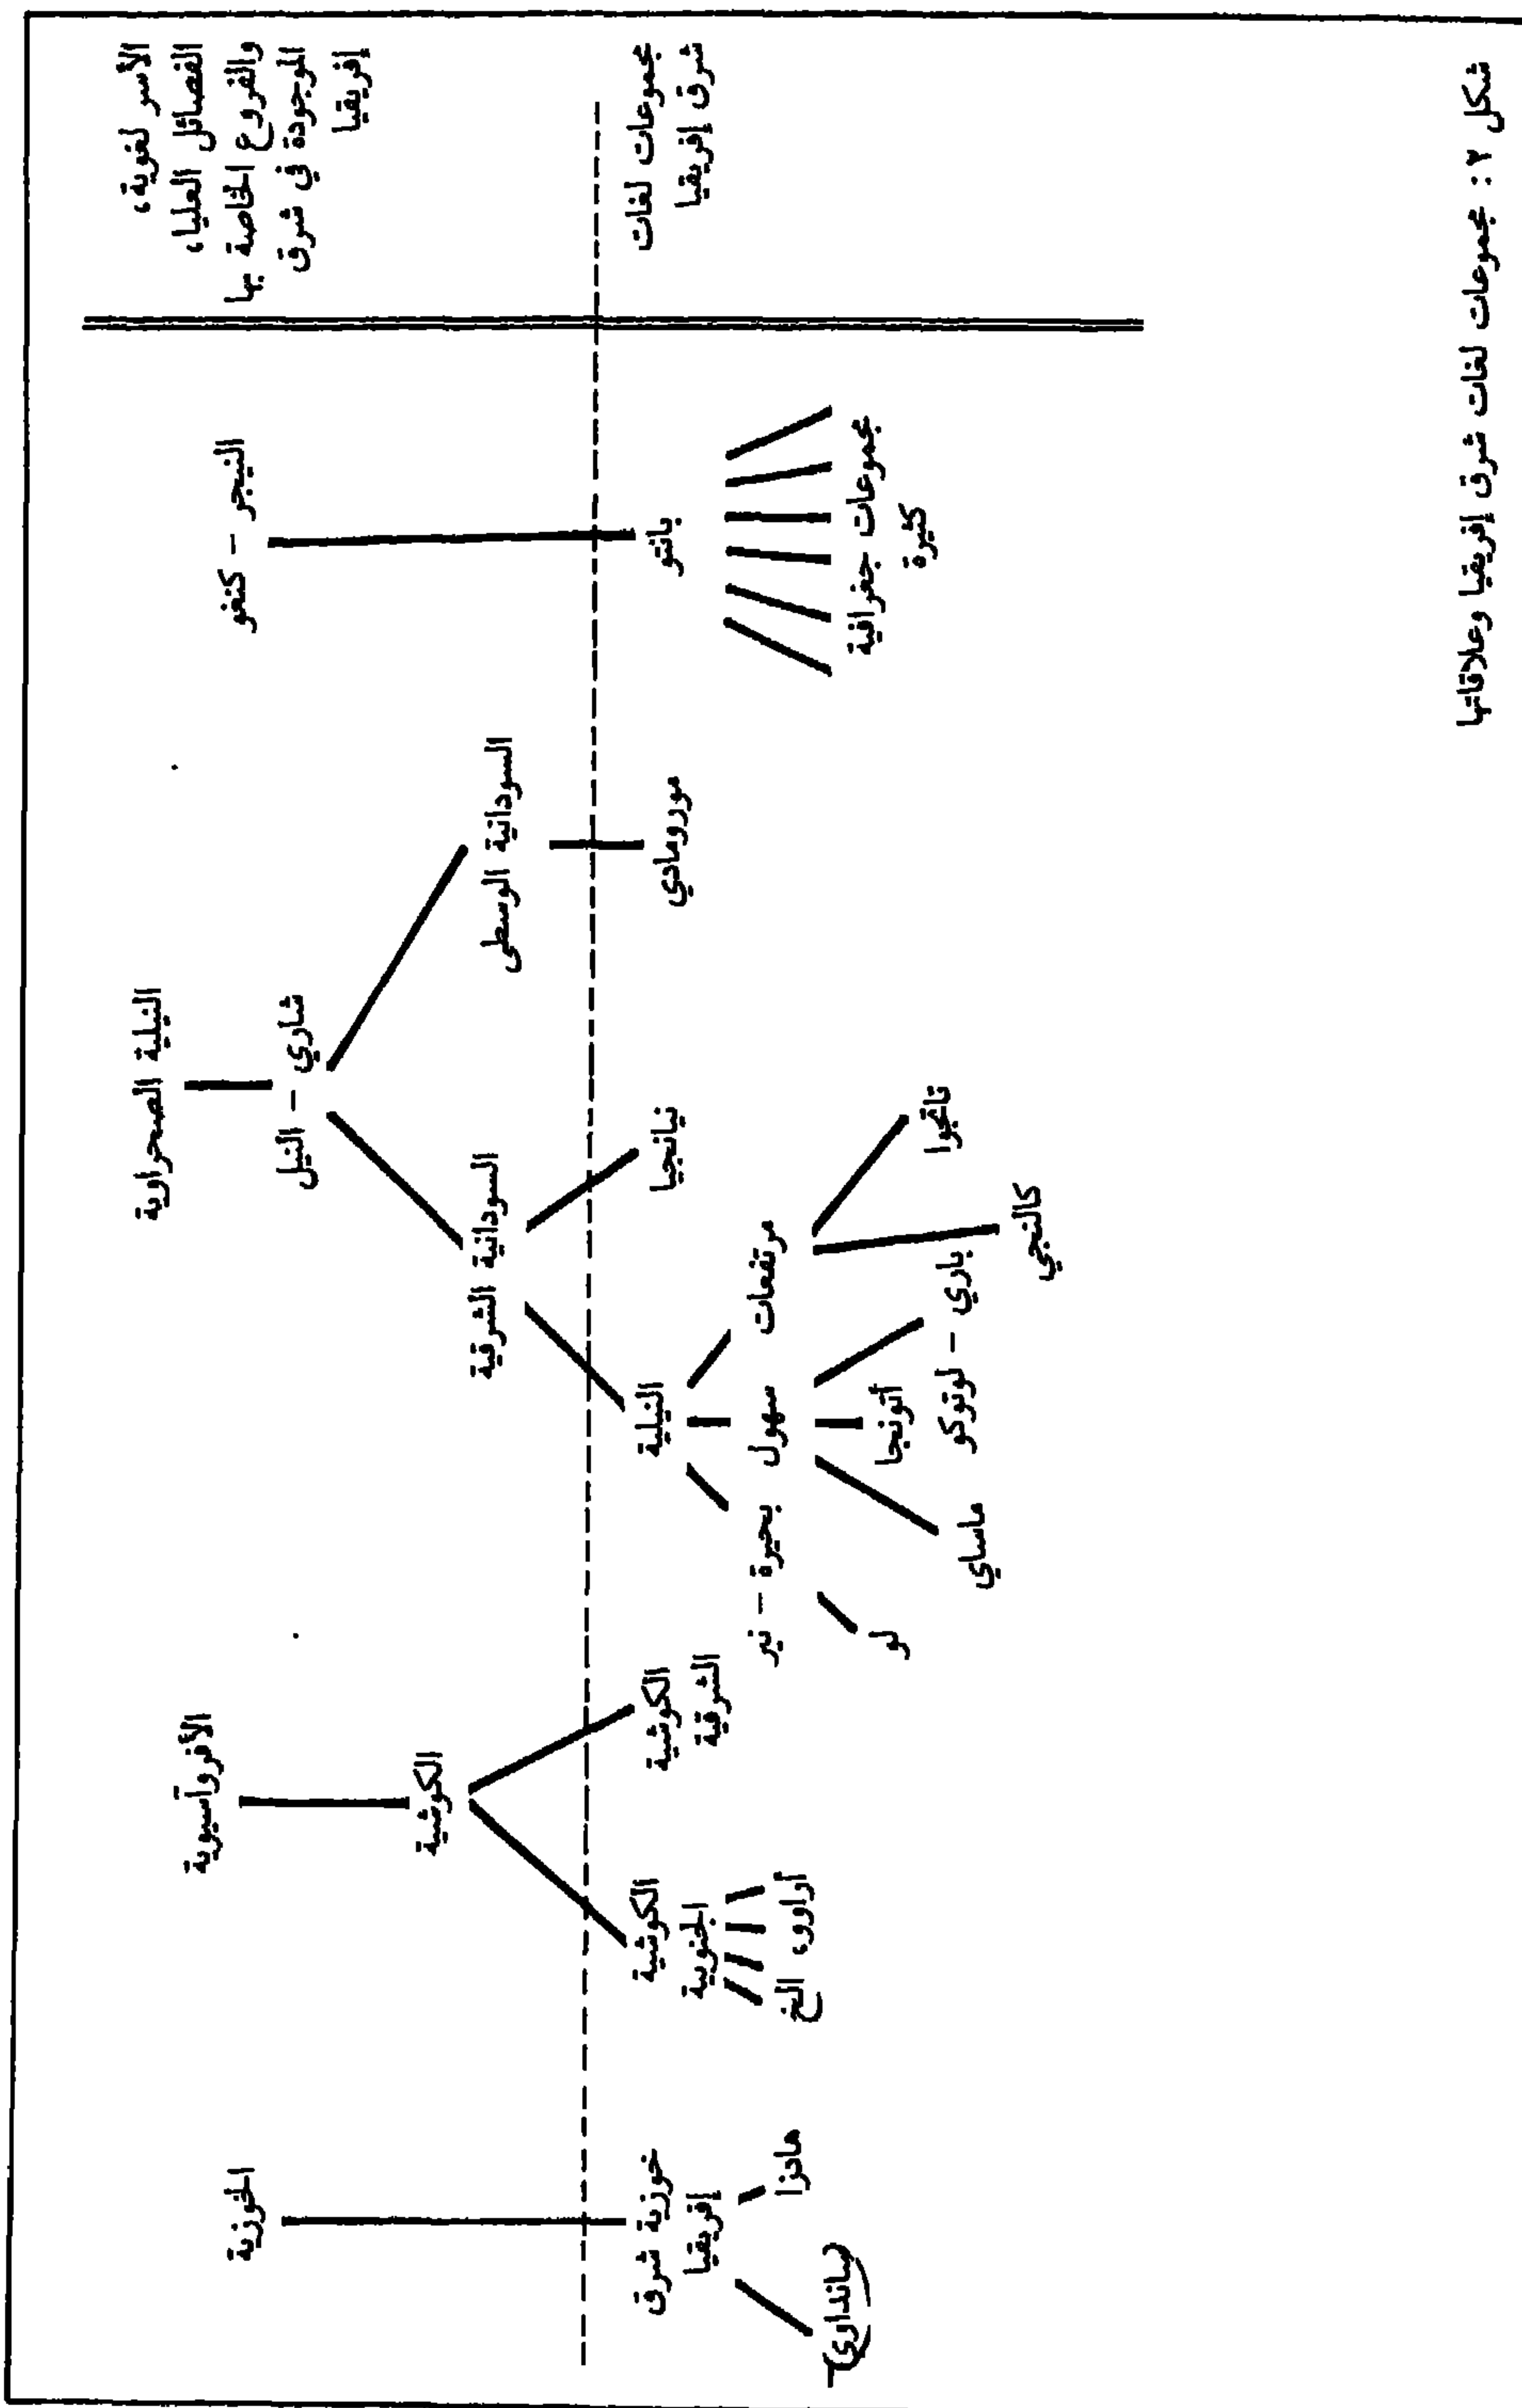 الأسر لغوية،
الفصائل العليا،
والفروع الخاصة بها
الموجودة في شرق
إفريقيا
النيجر – كنغو
النيلية الصحراوية
شاري – النيل
الأفروآسيوية
الخوزية
السودانية الوسطى
السودانية
الشرقية
الكوشية
مجموعات لغات
شرق إفريقيا
بانتو
مجموعات جغرافية
كثيرة
مورومادي
نيانجيا
النيلية
مرتفعات
سهول
بحيرة – نير
تاتجوا
كالنجي
باري – لوتوكو
أتونجا
ماساي
لو
الكوشية
الشرقية
الكوشية
الجنوبية
أراوو، الخ
خوزية شرق
إفريقيا
هادزا
شكل ٢: مجموعات لغات شرق إفريقيا وعلاقاتها